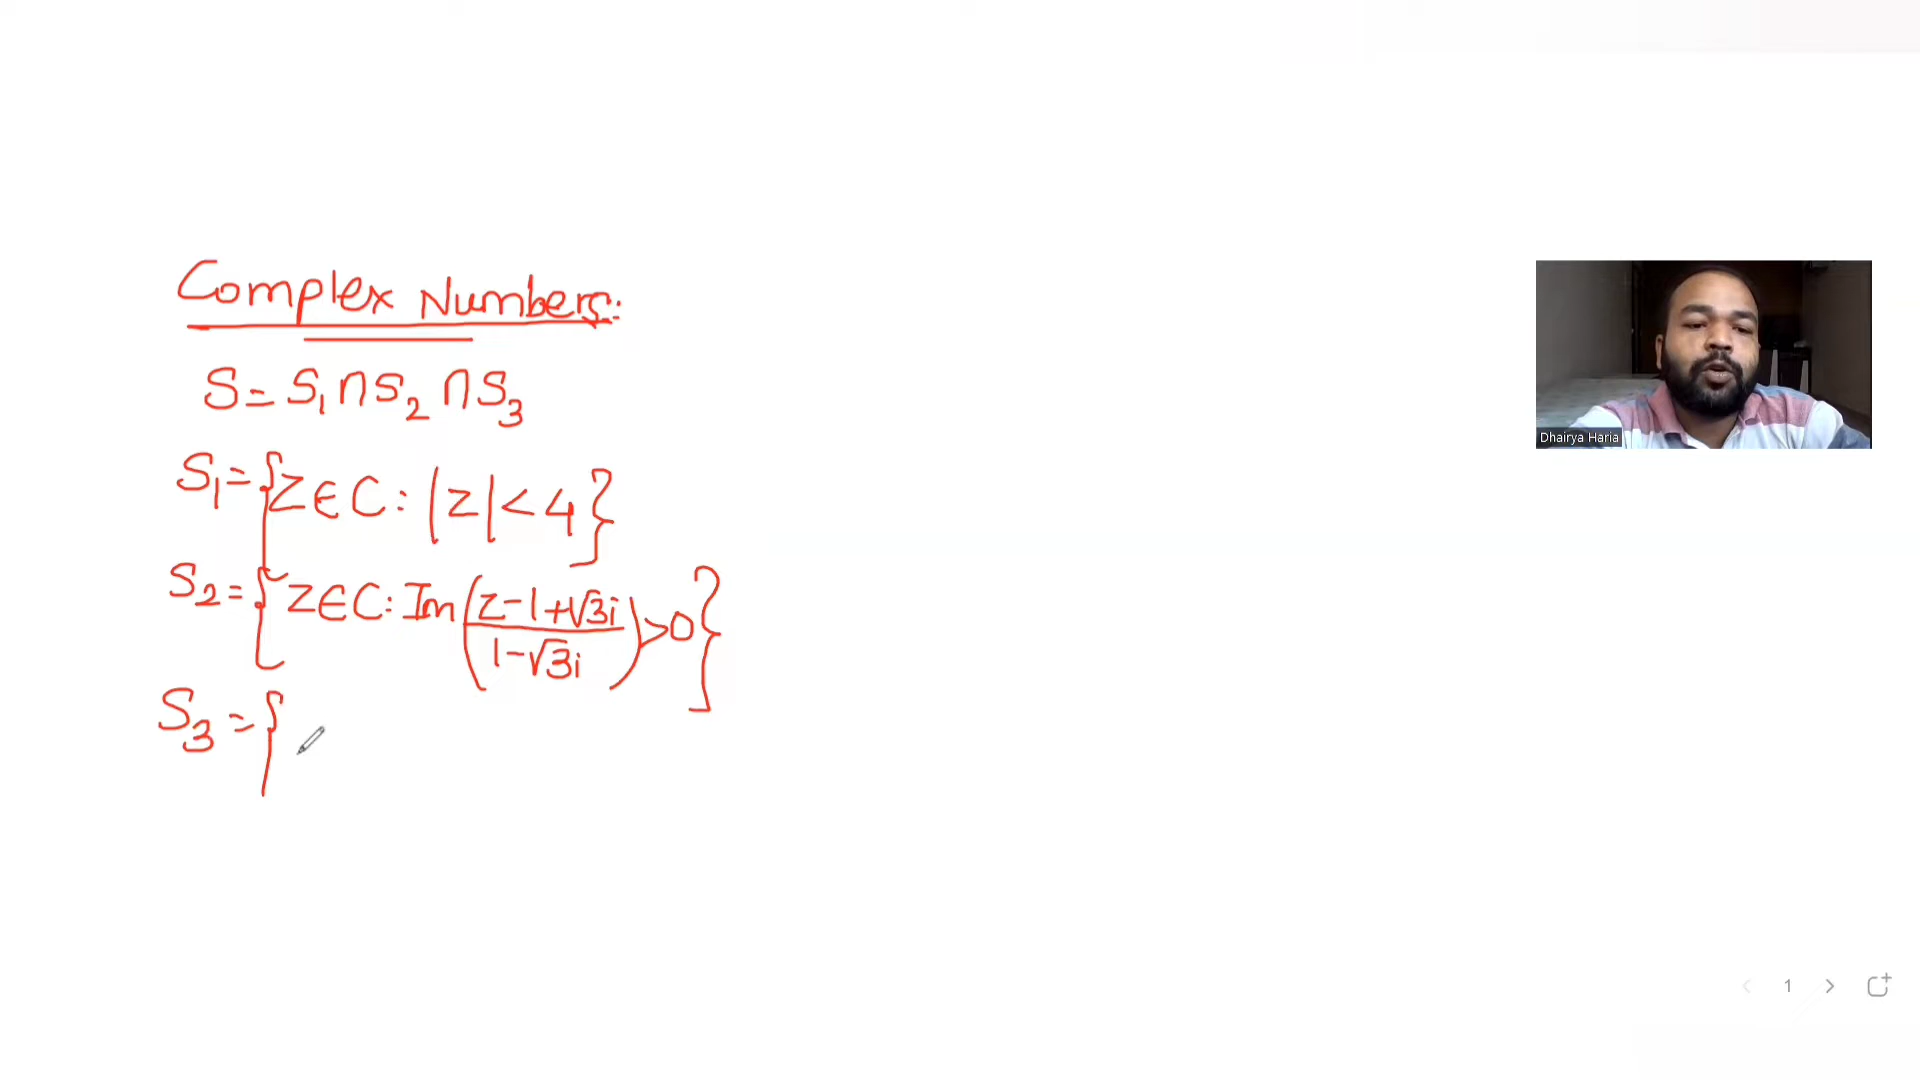 Complex Numbers:
S = S₁ ∩ S₂ ∩ S₃
S₁ = {Z ∈ C : |Z| < 4}
S₂ = {Z ∈ C : Im((Z-1+√3i)/(1-√3i)) > 0}
S₃ = {
Dhairya Haria
1